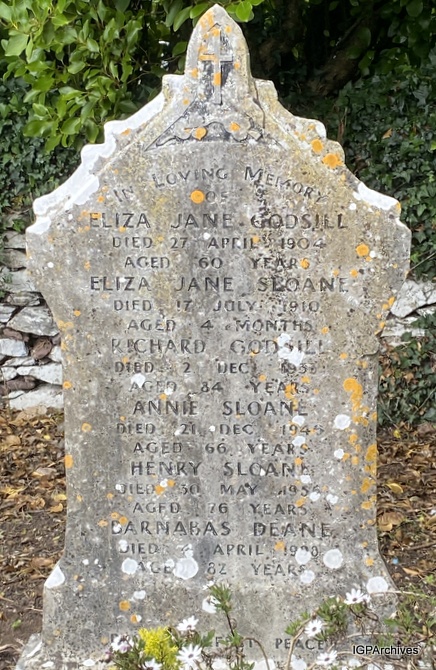 IN LOVING MEMORY
OF
ELIZA JANE GODSILL
DIED 27 APRIL 1904
AGED 60 YEARS
ELIZA JANE SLOANE
DIED 17 JULY 1910
AGED 4 MONTHS
RICHARD GODSILL
DIED 2 DEC.
AGED 84 YEARS
ANNIE SLOANE
DIED 21 DEC.
AGED 66 YEARS
HENRY SLOANE
DIED 30 MAY
AGED 76 YEARS
BARNABAS DEANE
DIED APRIL
AGED 82 YEARS
PEACE
IGPArchives